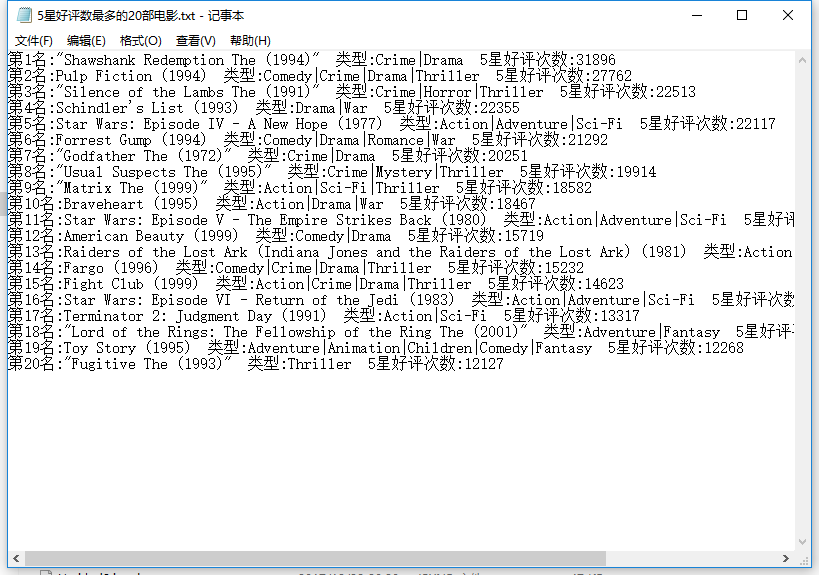 5星好评数最多的20部电影.txt - 记事本
文件(F) 编辑(E) 格式(O) 查看(V) 帮助(H)
第1名:"Shawshank Redemption The (1994)" 类型:Crime|Drama 5星好评次数:31896
第2名:Pulp Fiction (1994) 类型:Comedy|Crime|Drama|Thriller 5星好评次数:27762
第3名:"Silence of the Lambs The (1991)" 类型:Crime|Horror|Thriller 5星好评次数:22513
第4名:Schindler's List (1993) 类型:Drama|War 5星好评次数:22355
第5名:Star Wars: Episode IV - A New Hope (1977) 类型:Action|Adventure|Sci-Fi 5星好评次数:22117
第6名:Forrest Gump (1994) 类型:Comedy|Drama|Romance|War 5星好评次数:21292
第7名:"Godfather The (1972)" 类型:Crime|Drama 5星好评次数:20251
第8名:"Usual Suspects The (1995)" 类型:Crime|Mystery|Thriller 5星好评次数:19914
第9名:"Matrix The (1999)" 类型:Action|Sci-Fi|Thriller 5星好评次数:18582
第10名:Braveheart (1995) 类型:Action|Drama|War 5星好评次数:18467
第11名:Star Wars: Episode V - The Empire Strikes Back (1980) 类型:Action|Adventure|Sci-Fi 5星好评
第12名:American Beauty (1999) 类型:Comedy|Drama 5星好评次数:15719
第13名:Raiders of the Lost Ark (Indiana Jones and the Raiders of the Lost Ark) (1981) 类型:Action
第14名:Fargo (1996) 类型:Comedy|Crime|Drama|Thriller 5星好评次数:15232
第15名:Fight Club (1999) 类型:Action|Crime|Drama|Thriller 5星好评次数:14623
第16名:Star Wars: Episode VI - Return of the Jedi (1983) 类型:Action|Adventure|Sci-Fi 5星好评次数
第17名:Terminator 2: Judgment Day (1991) 类型:Action|Sci-Fi 5星好评次数:13317
第18名:"Lord of the Rings: The Fellowship of the Ring The (2001)" 类型:Adventure|Fantasy 5星好评
第19名:Toy Story (1995) 类型:Adventure|Animation|Children|Comedy|Fantasy 5星好评次数:12268
第20名:"Fugitive The (1993)" 类型:Thriller 5星好评次数:12127